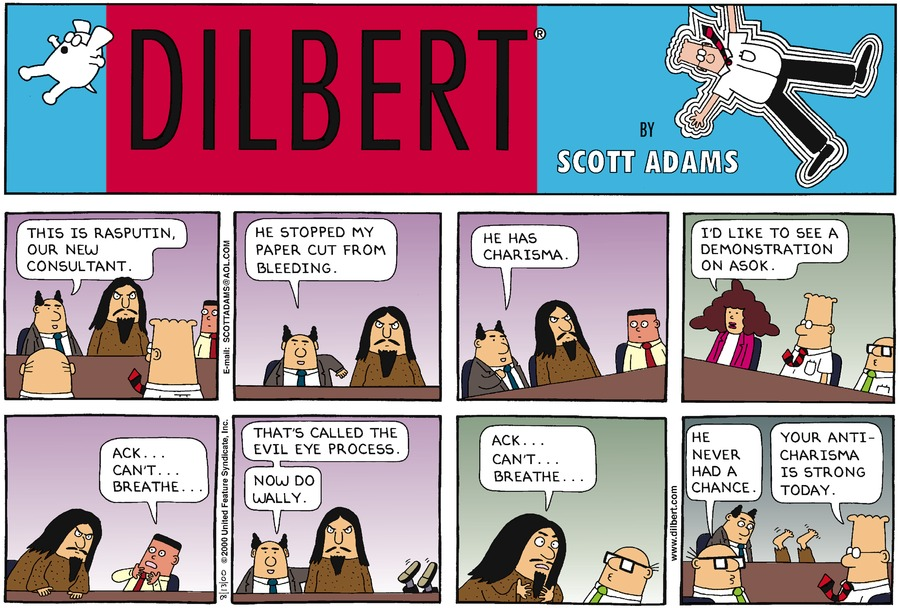 DILBERT®
BY
SCOTT ADAMS
THIS IS RASPUTIN,
OUR NEW
CONSULTANT.
E-mail: SCOTTADAMS@AOL.COM
HE STOPPED MY
PAPER CUT FROM
BLEEDING.
HE HAS
CHARISMA.
I'D LIKE TO SEE A
DEMONSTRATION
ON ASOK.
ACK...
CAN'T...
BREATHE...
8/13/00 © 2000 United Feature Syndicate, Inc.
THAT'S CALLED THE
EVIL EYE PROCESS.
NOW DO
WALLY.
ACK...
CAN'T...
BREATHE...
www.dilbert.com
HE
NEVER
HAD A
CHANCE.
YOUR ANTI-
CHARISMA
IS STRONG
TODAY.